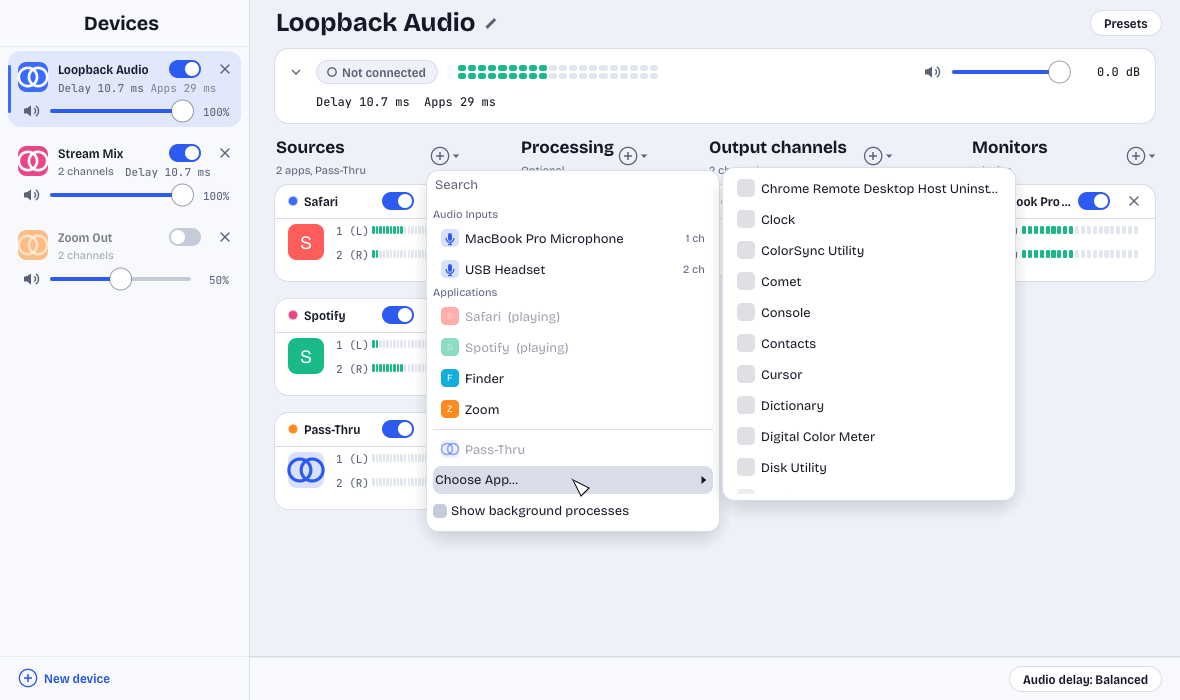 Devices
Loopback Audio
Delay 10.7 ms Apps 29 ms
100%
Stream Mix
2 channels Delay 10.7 ms
100%
Zoom Out
2 channels
50%
New device
Loopback Audio
Presets
Not connected
0.0 dB
Delay 10.7 ms Apps 29 ms
Sources
2 apps, Pass-Thru
Processing
Optional
Output channels
Monitors
Safari
S
1 (L)
2 (R)
Spotify
S
1 (L)
2 (R)
Pass-Thru
1 (L)
2 (R)
Search
Audio Inputs
MacBook Pro Microphone 1 ch
USB Headset 2 ch
Applications
S Safari (playing)
S Spotify (playing)
F Finder
Z Zoom
Pass-Thru
Choose App...
Show background processes
Chrome Remote Desktop Host Uninst...
Clock
ColorSync Utility
Comet
Console
Contacts
Cursor
Dictionary
Digital Color Meter
Disk Utility
ook Pro...
Audio delay: Balanced